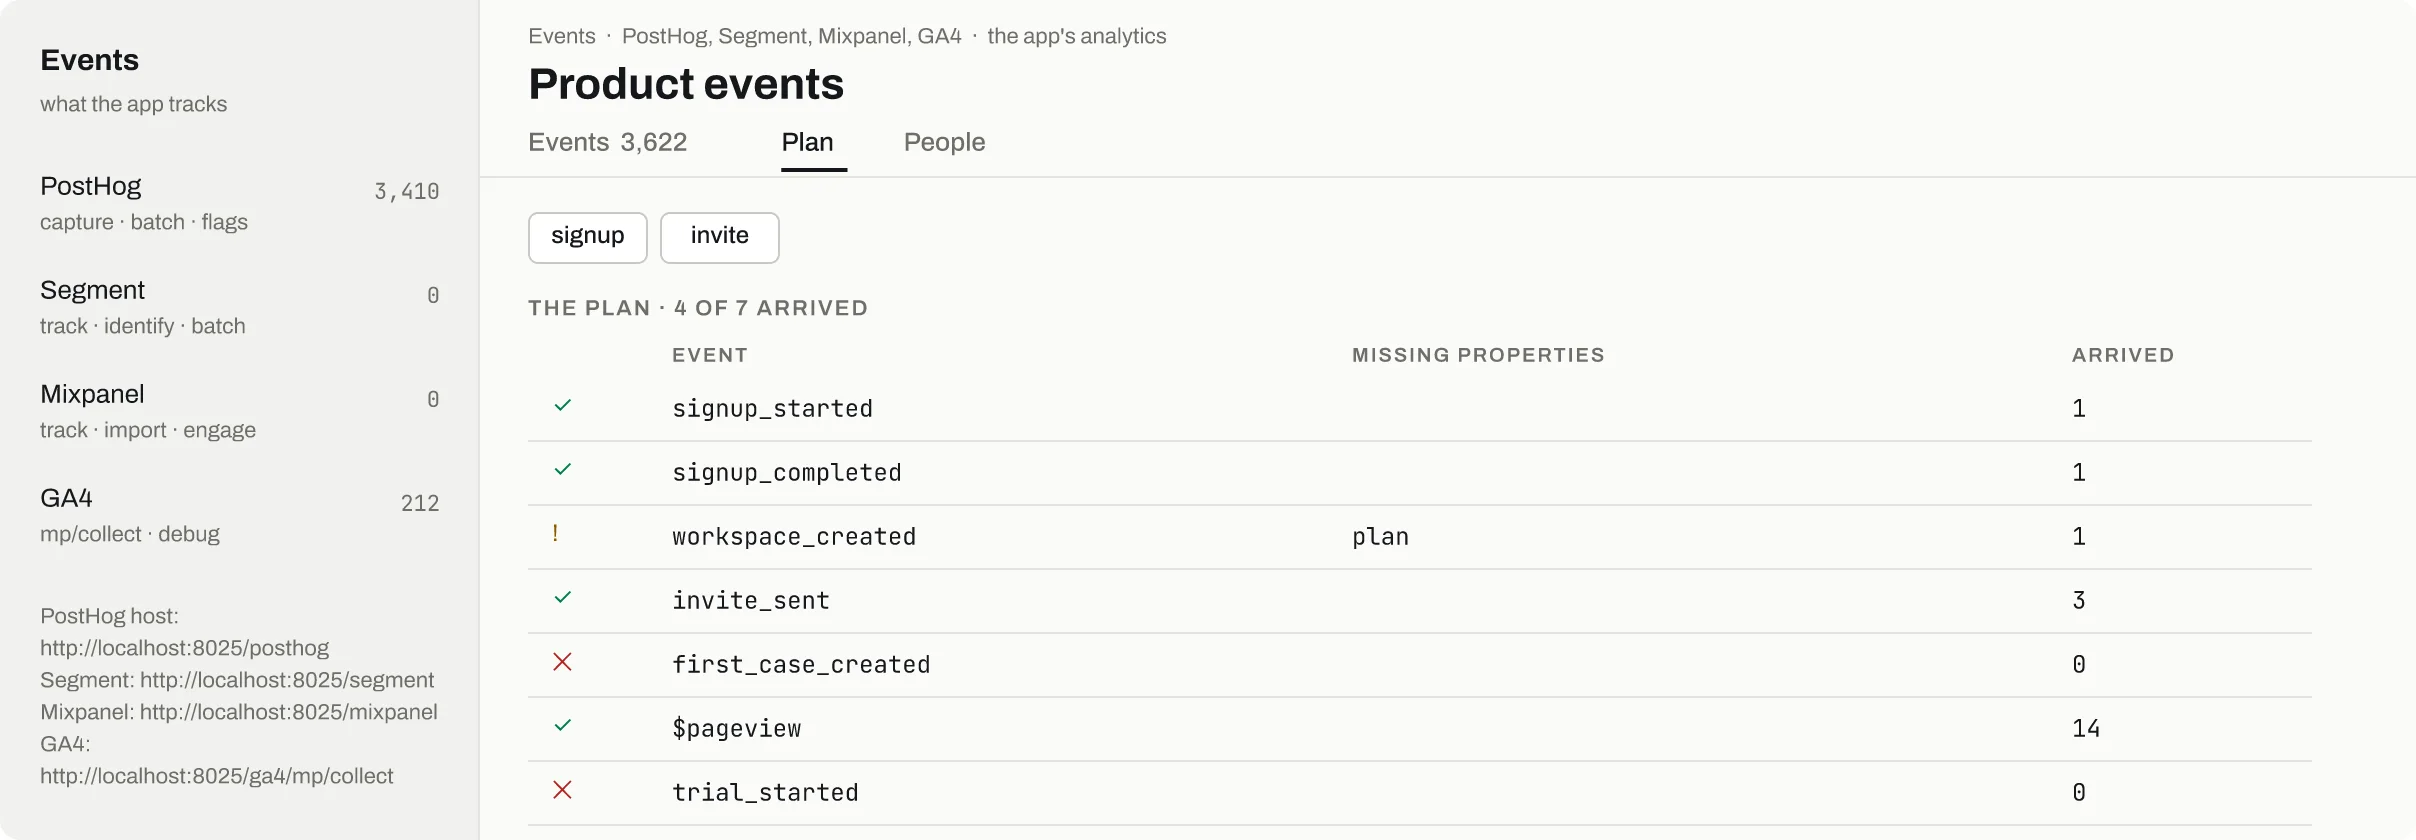 Events
what the app tracks
PostHog 3,410
capture · batch · flags
Segment 0
track · identify · batch
Mixpanel 0
track · import · engage
GA4 212
mp/collect · debug
PostHog host:
http://localhost:8025/posthog
Segment: http://localhost:8025/segment
Mixpanel: http://localhost:8025/mixpanel
GA4:
http://localhost:8025/ga4/mp/collect
Events · PostHog, Segment, Mixpanel, GA4 · the app's analytics
Product events
Events 3,622 Plan People
signup invite
THE PLAN · 4 OF 7 ARRIVED
EVENT MISSING PROPERTIES ARRIVED
✓ signup_started 1
✓ signup_completed 1
! workspace_created plan 1
✓ invite_sent 3
✕ first_case_created 0
✓ $pageview 14
✕ trial_started 0